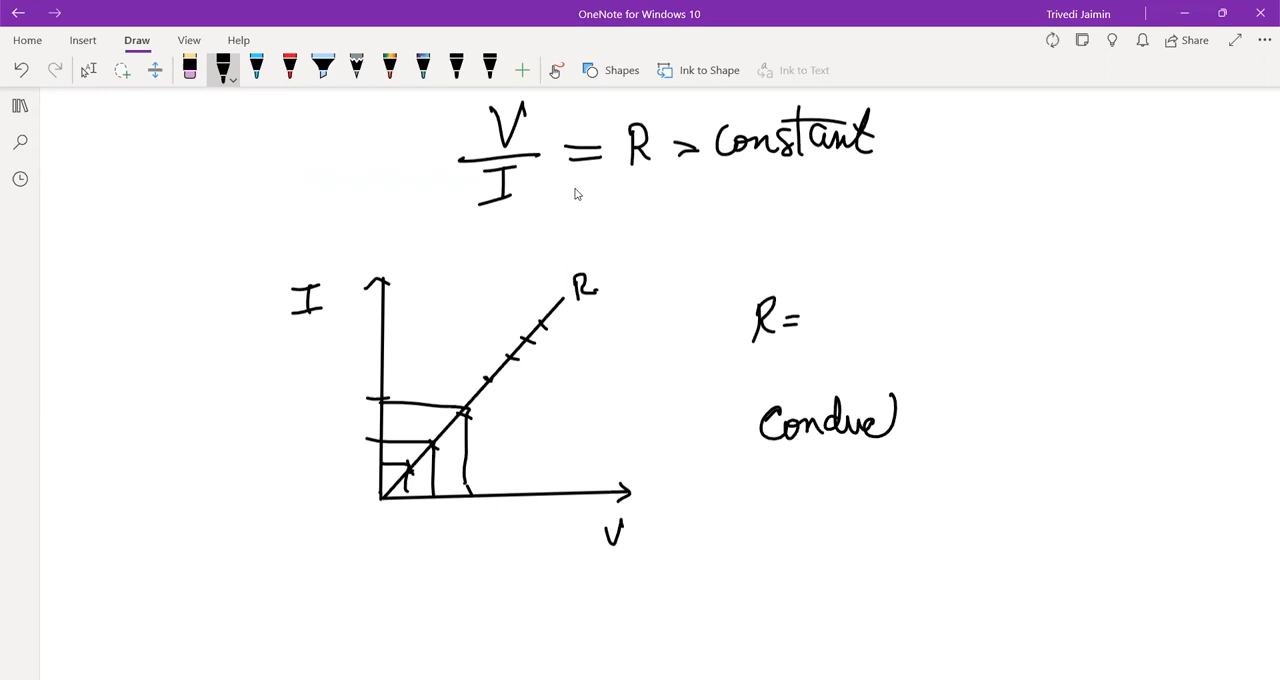 OneNote for Windows 10
Trivedi Jaimin
Home Insert Draw View Help
Share
Shapes Ink to Shape Ink to Text
V
I = R = constant
I R R=
conduc
V